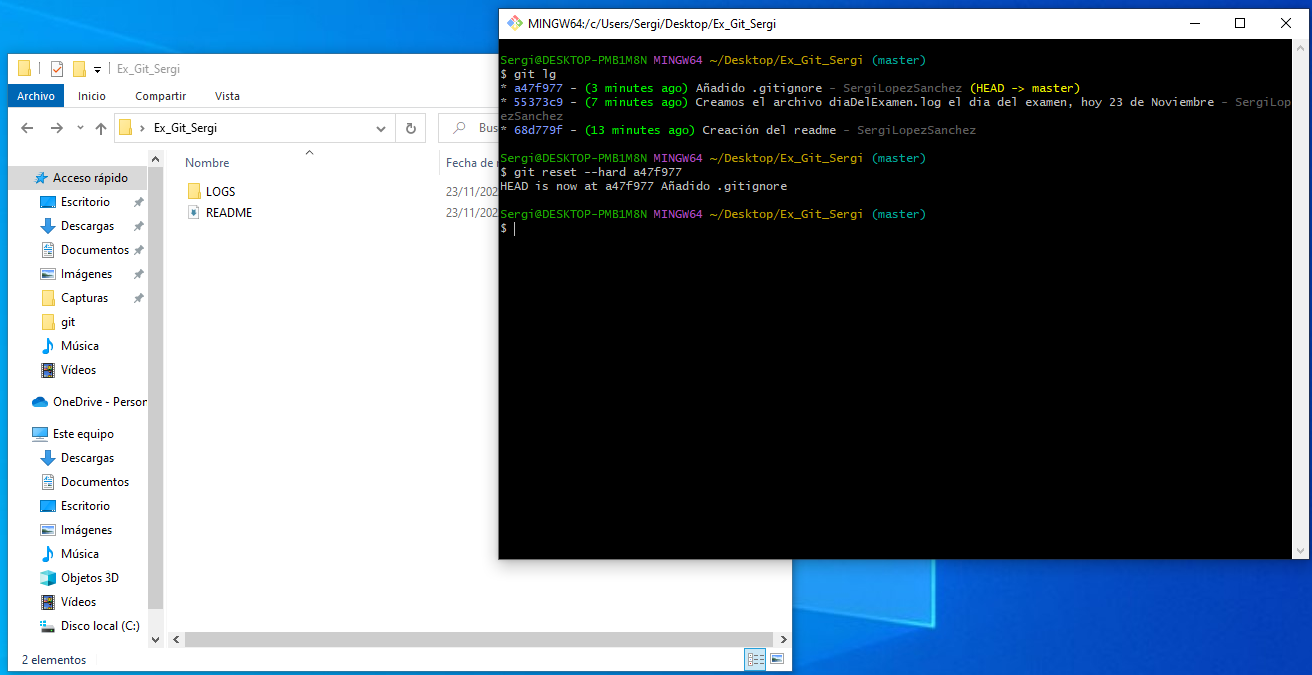 Ex_Git_Sergi
Archivo Inicio Compartir Vista
Ex_Git_Sergi
Nombre Fecha de
Acceso rápido
Escritorio
Descargas
Documentos
Imágenes
Capturas
git
Música
Vídeos
OneDrive - Person
Este equipo
Descargas
Documentos
Escritorio
Imágenes
Música
Objetos 3D
Vídeos
Disco local (C:)
LOGS 23/11/202
README 23/11/202
2 elementos
MINGW64:/c/Users/Sergi/Desktop/Ex_Git_Sergi
Sergi@DESKTOP-PMB1M8N MINGW64 ~/Desktop/Ex_Git_Sergi (master)
$ git lg
* a47f977 - (3 minutes ago) Añadido .gitignore - SergiLopezSanchez (HEAD -> master)
* 55373c9 - (7 minutes ago) Creamos el archivo diaDelExamen.log el dia del examen, hoy 23 de Noviembre - SergiLop
ezSanchez
* 68d779f - (13 minutes ago) Creación del readme - SergiLopezSanchez
Sergi@DESKTOP-PMB1M8N MINGW64 ~/Desktop/Ex_Git_Sergi (master)
$ git reset --hard a47f977
HEAD is now at a47f977 Añadido .gitignore
Sergi@DESKTOP-PMB1M8N MINGW64 ~/Desktop/Ex_Git_Sergi (master)
$